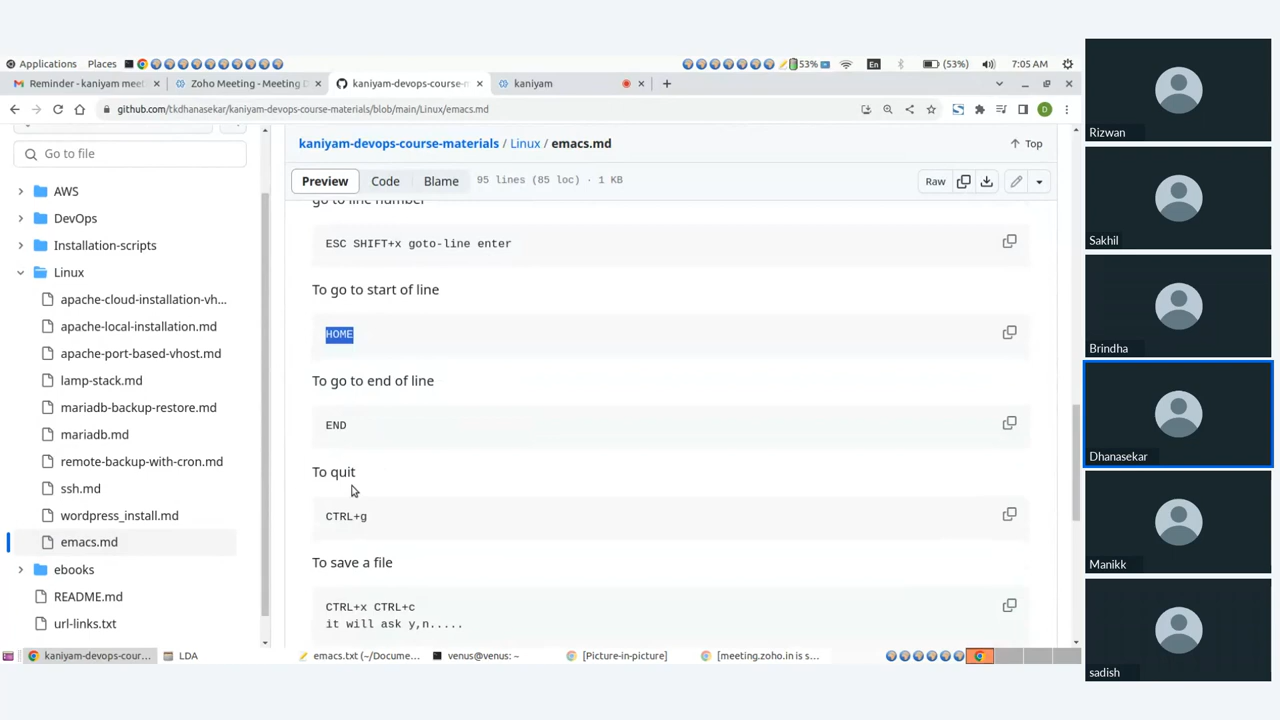 Applications Places 53% En (53%) 7:05 AM
Reminder - kaniyam mee Zoho Meeting - Meeting D kaniyam-devops-course-m kaniyam
github.com/tkdhanasekar/kaniyam-devops-course-materials/blob/main/Linux/emacs.md D
Go to file
AWS
DevOps
Installation-scripts
Linux
apache-cloud-installation-vh...
apache-local-installation.md
apache-port-based-vhost.md
lamp-stack.md
mariadb-backup-restore.md
mariadb.md
remote-backup-with-cron.md
ssh.md
wordpress_install.md
emacs.md
ebooks
README.md
url-links.txt
kaniyam-devops-course-materials / Linux / emacs.md Top
Preview Code Blame 95 lines (85 loc) · 1 KB Raw
go to line number
ESC SHIFT+x goto-line enter
To go to start of line
HOME
To go to end of line
END
To quit
CTRL+g
To save a file
CTRL+x CTRL+c
it will ask y,n.....
kaniyam-devops-cour... LDA emacs.txt (~/Docume... venus@venus: ~ [Picture-in-picture] [meeting.zoho.in is s...
Rizwan
Sakhil
Brindha
Dhanasekar
Manikk
sadish